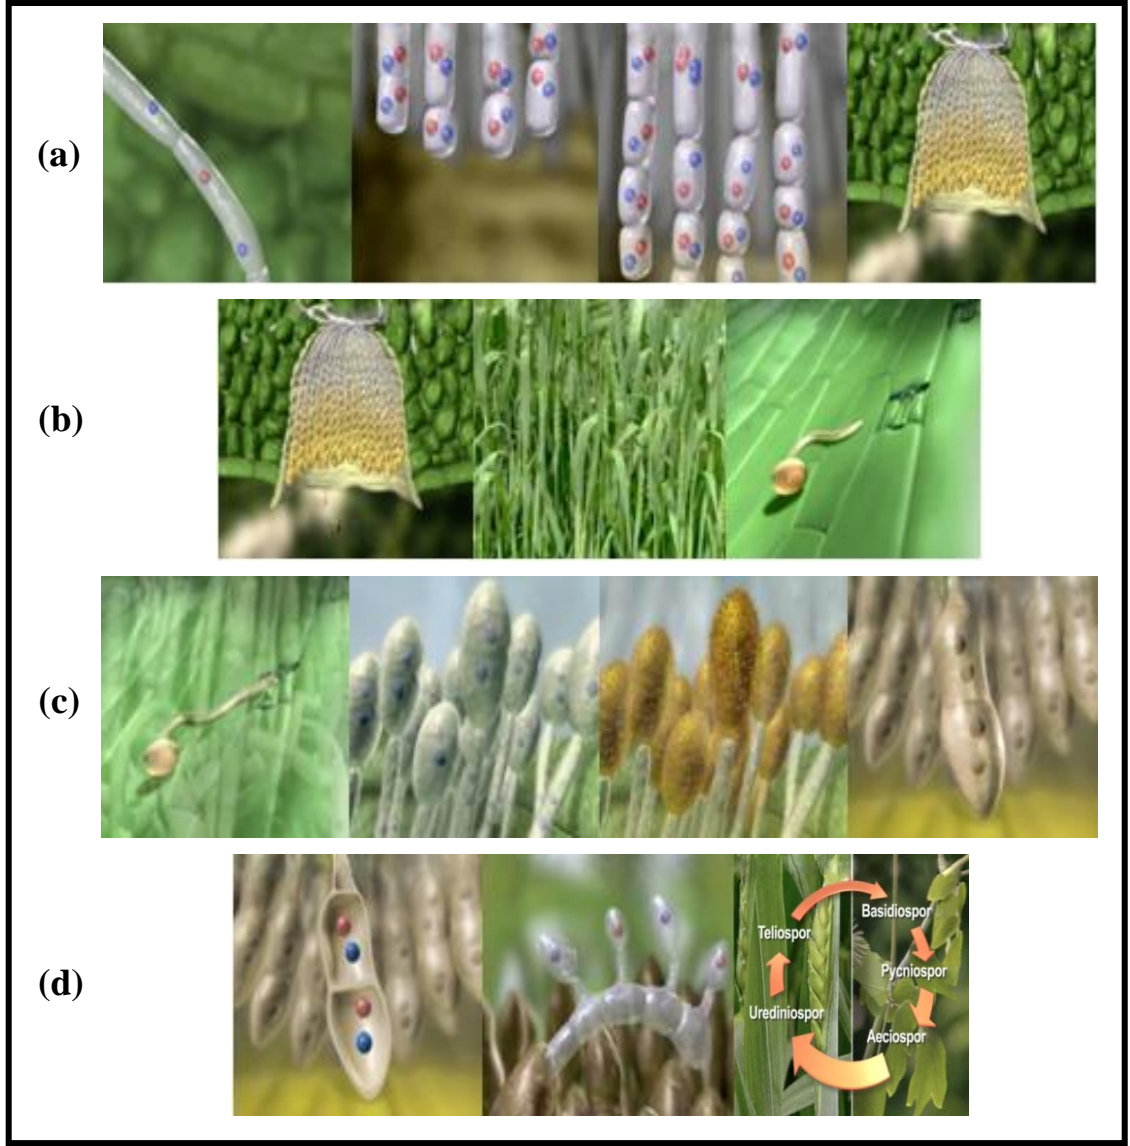 (a)
(b)
(c)
(d)
Teliospor
Basidiospor
Pycniospor
Urediniospor
Aeciospor